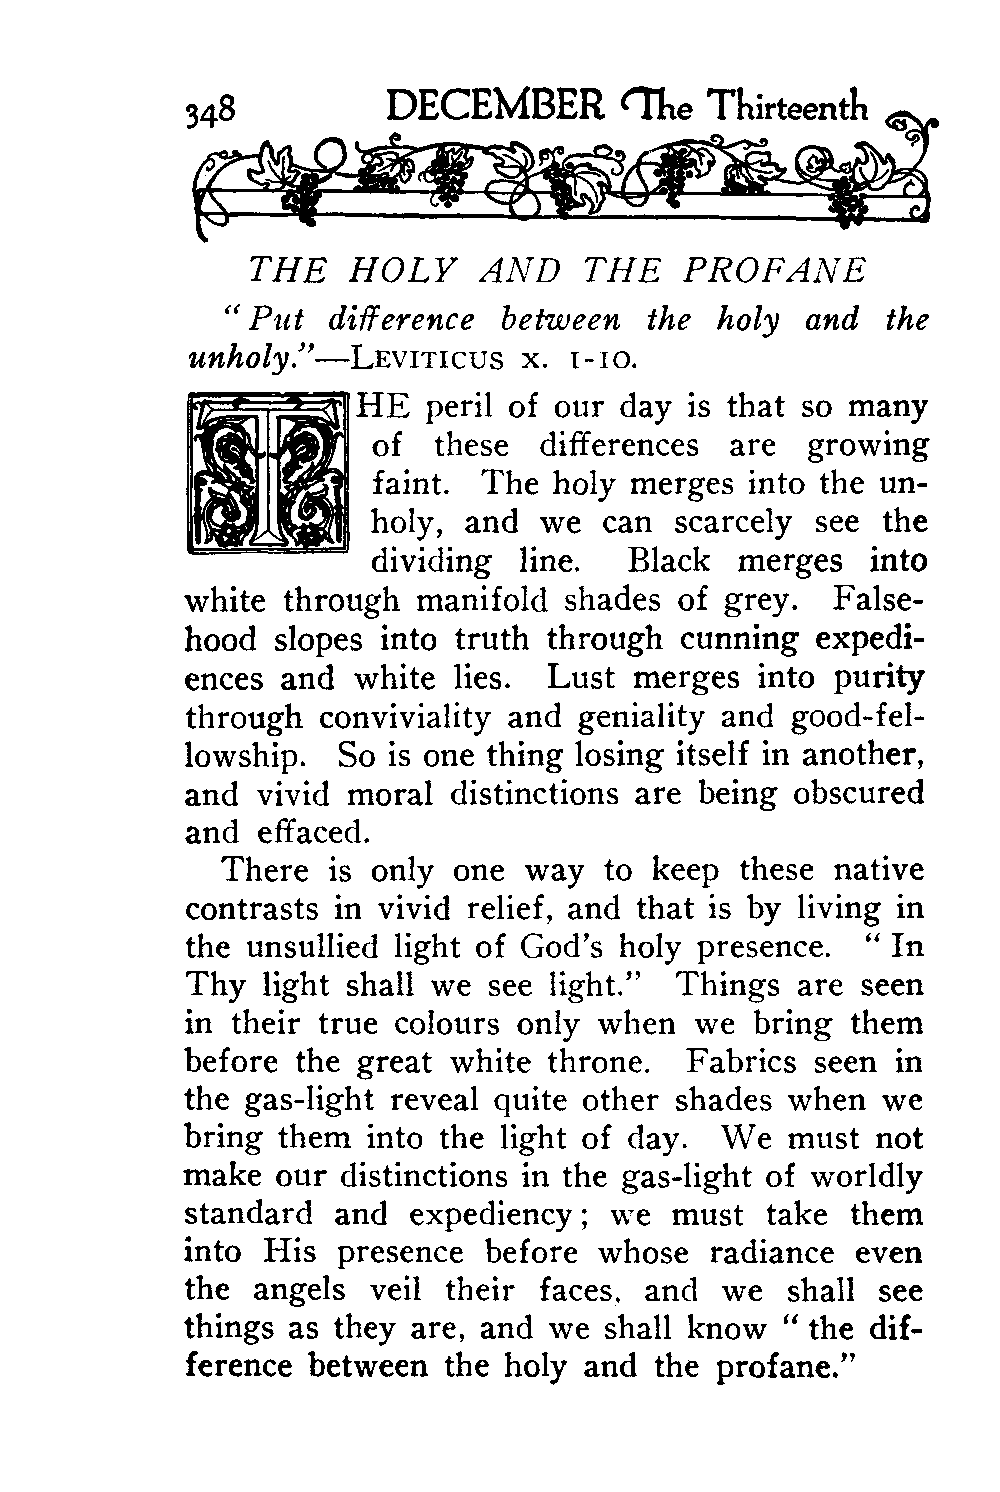 348 DECEMBER The Thirteenth
THE HOLY AND THE PROFANE
“Put difference between the holy and the
unholy.”—LEVITICUS X. 1-10.
THE peril of our day is that so many
of these differences are growing
faint. The holy merges into the un-
holy, and we can scarcely see the
dividing line. Black merges into
white through manifold shades of grey. False-
hood slopes into truth through cunning expedi-
ences and white lies. Lust merges into purity
through conviviality and geniality and good-fel-
lowship. So is one thing losing itself in another,
and vivid moral distinctions are being obscured
and effaced.
There is only one way to keep these native
contrasts in vivid relief, and that is by living in
the unsullied light of God’s holy presence. “In
Thy light shall we see light.” Things are seen
in their true colours only when we bring them
before the great white throne. Fabrics seen in
the gas-light reveal quite other shades when we
bring them into the light of day. We must not
make our distinctions in the gas-light of worldly
standard and expediency; we must take them
into His presence before whose radiance even
the angels veil their faces, and we shall see
things as they are, and we shall know “the dif-
ference between the holy and the profane.”